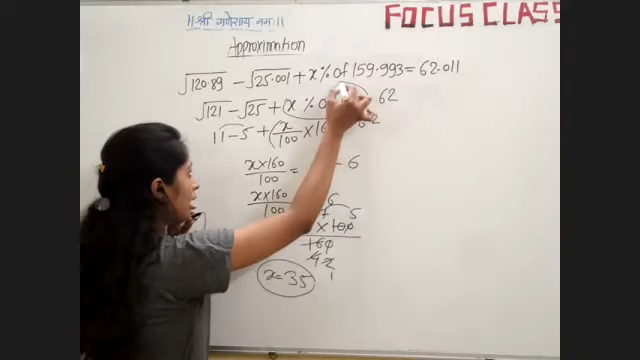 ॥ श्री गणेशाय नमः ॥
FOCUS CLASS
Approximation
√120.89 − √25.001 + x% of 159.993 = 62.011
√121 − √25 + (x % 62
11 − 5 + (x/100 × 16
x×160/100 = − 6
x×160/100 6
x = 35